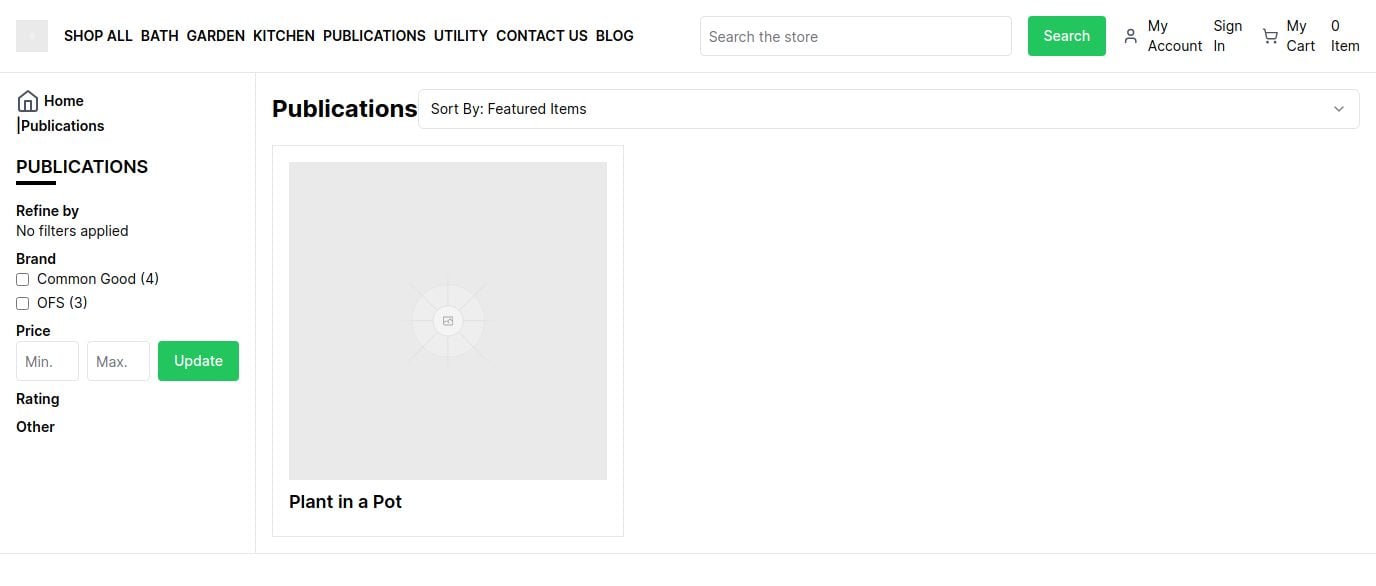 SHOP ALL BATH GARDEN KITCHEN PUBLICATIONS UTILITY CONTACT US BLOG
Search the store
Search
My Account
Sign In
My Cart
0 Item
Home
|Publications
PUBLICATIONS
Refine by
No filters applied
Brand
Common Good (4)
OFS (3)
Price
Min. Max. Update
Rating
Other
Publications
Sort By: Featured Items
Plant in a Pot